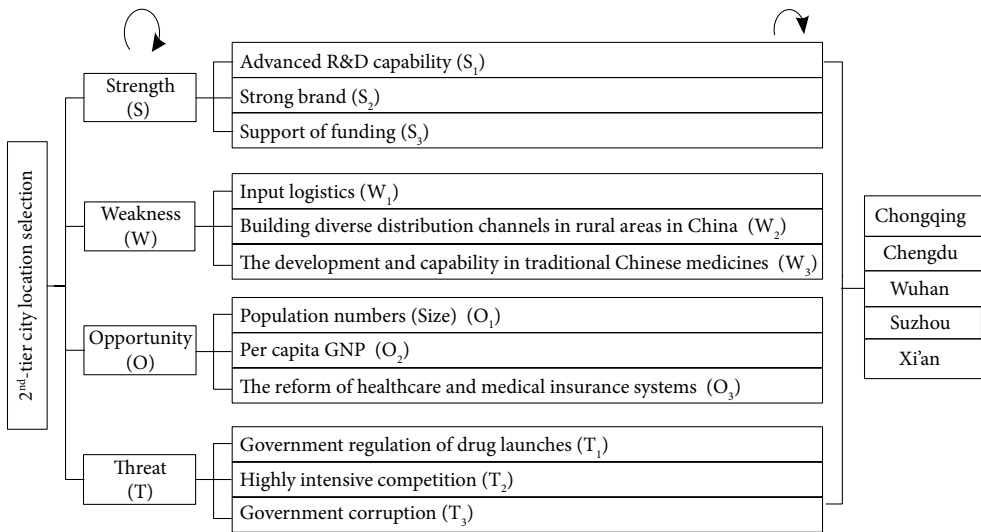 2nd-tier city location selection
Strength
(S)
Advanced R&D capability (S1)
Strong brand (S2)
Support of funding (S3)
Weakness
(W)
Input logistics (W1)
Building diverse distribution channels in rural areas in China (W2)
The development and capability in traditional Chinese medicines (W3)
Opportunity
(O)
Population numbers (Size) (O1)
Per capita GNP (O2)
The reform of healthcare and medical insurance systems (O3)
Threat
(T)
Government regulation of drug launches (T1)
Highly intensive competition (T2)
Government corruption (T3)
Chongqing
Chengdu
Wuhan
Suzhou
Xi'an